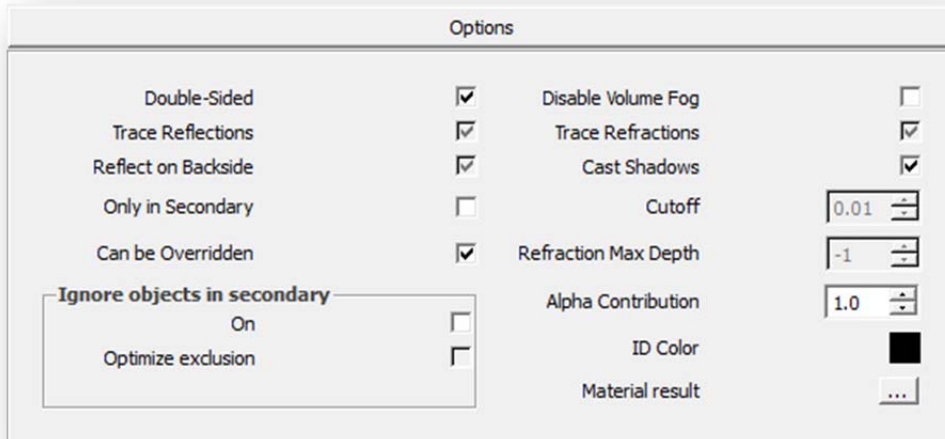 Options
Double-Sided
Disable Volume Fog
Trace Reflections
Trace Refractions
Reflect on Backside
Cast Shadows
Only in Secondary
Cutoff
0.01
Can be Overridden
Refraction Max Depth
-1
Ignore objects in secondary
Alpha Contribution
1.0
On
ID Color
Optimize exclusion
Material result
...